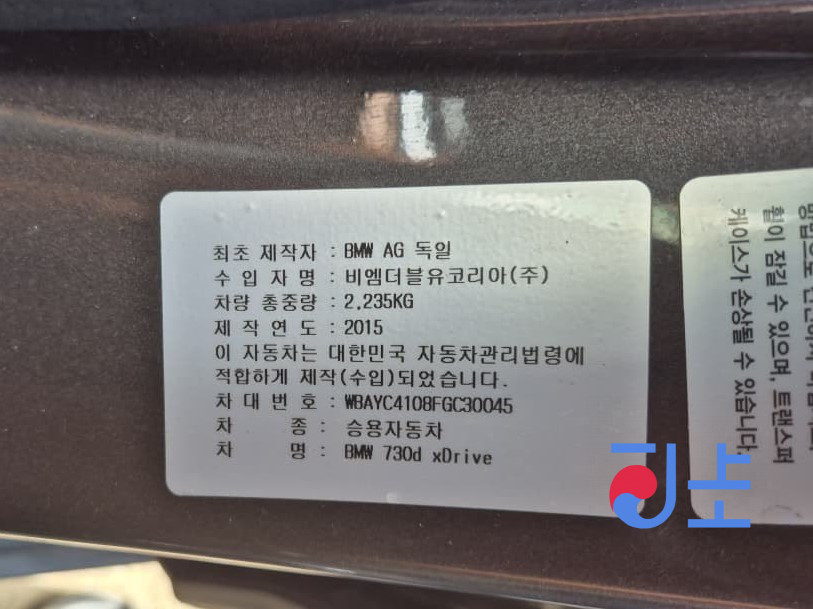 최초 제작자 : BMW AG 독일
수 입 자 명 : 비엠더블유코리아(주)
차량 총중량 : 2,235KG
제 작 연 도 : 2015
이 자동차는 대한민국 자동차관리법령에
적합하게 제작(수입)되었습니다.
차 대 번 호 : WBAYC4108FGC30045
차 종 : 승용자동차
차 명 : BMW 730d xDrive
휠이 잠길 수 있으며, 트랜스퍼
케이스가 손상될 수 있습니다.